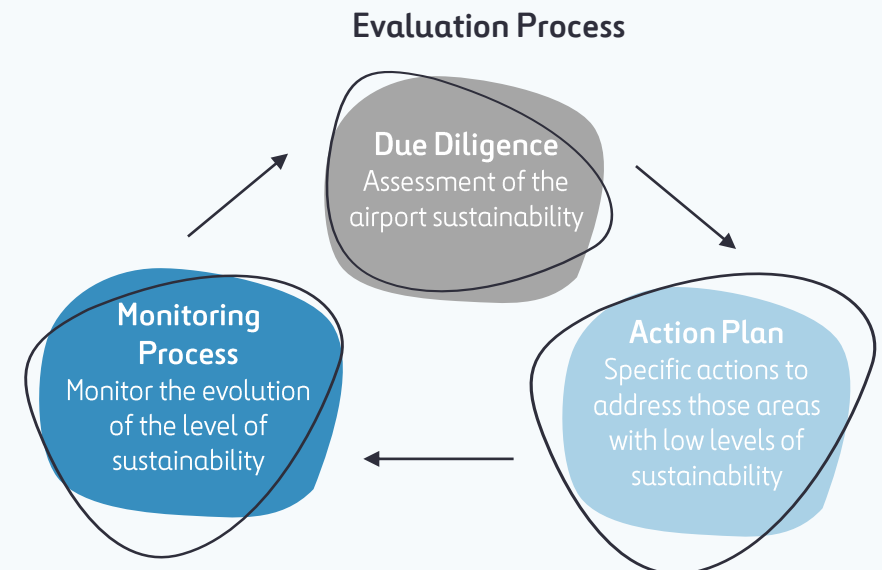 Evaluation Process
Due Diligence
Assessment of the
airport sustainability
Action Plan
Specific actions to
address those areas
with low levels of
sustainability
Monitoring
Process
Monitor the evolution
of the level of
sustainability